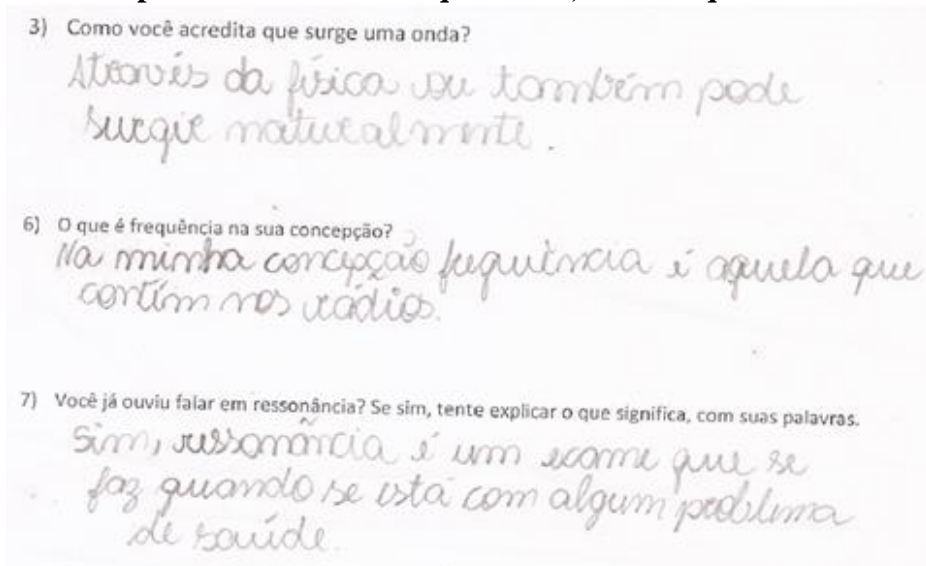 3) Como você acredita que surge uma onda?
Através da física ou também pode
surgir naturalmente.
6) O que é frequência na sua concepção?
Na minha concepção fequência é aquela que
contém nos rádios.
7) Você já ouviu falar em ressonância? Se sim, tente explicar o que significa, com suas palavras.
Sim, ressonância é um exame que se
faz quando se está com algum problema
de saúde.